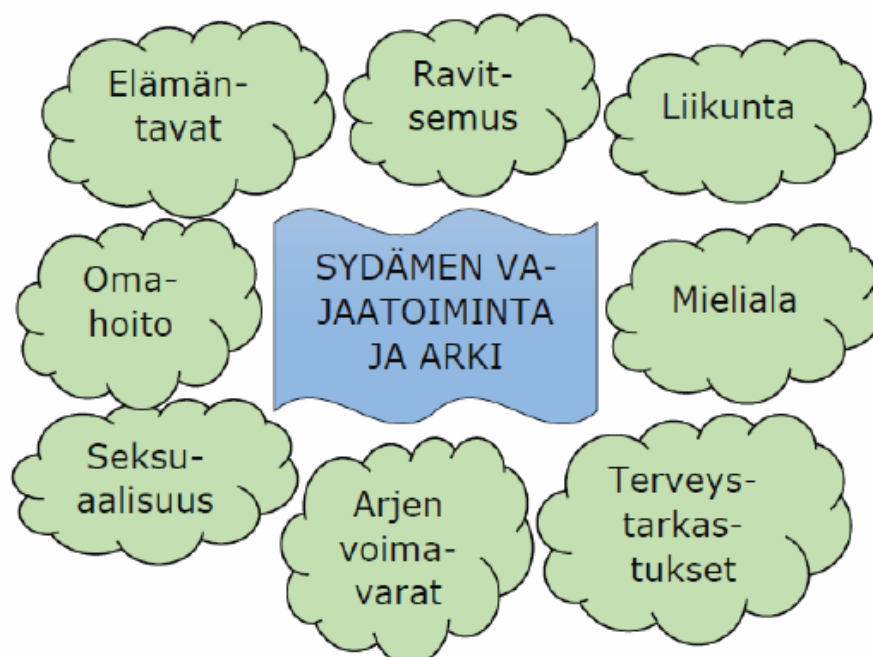 Elämän-
tavat
Ravit-
semus
Liikunta
Oma-
hoito
SYDÄMEN VA-
JAATOIMINTA
JA ARKI
Mieliala
Seksu-
aalisuus
Arjen
voima-
varat
Terveys-
tarkas-
tukset